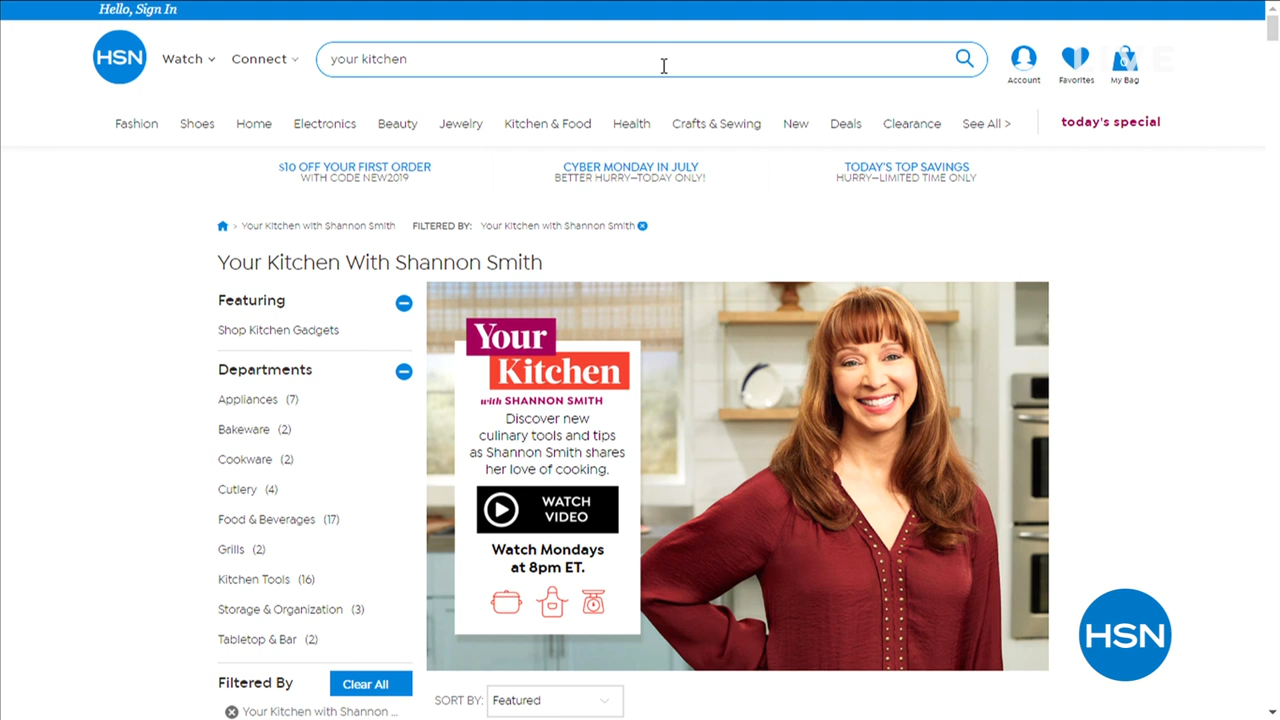 Hello, Sign In
HSN
Watch
Connect
your kitchen
LIVE
Account
Favorites
0
My Bag
Fashion
Shoes
Home
Electronics
Beauty
Jewelry
Kitchen & Food
Health
Crafts & Sewing
New
Deals
Clearance
See All >
today's special
$10 OFF YOUR FIRST ORDER
WITH CODE NEW2019
CYBER MONDAY IN JULY
BETTER HURRY—TODAY ONLY!
TODAY'S TOP SAVINGS
HURRY—LIMITED TIME ONLY
> Your Kitchen with Shannon Smith FILTERED BY: Your Kitchen with Shannon Smith
Your Kitchen With Shannon Smith
Featuring
Shop Kitchen Gadgets
Departments
Appliances (7)
Bakeware (2)
Cookware (2)
Cutlery (4)
Food & Beverages (17)
Grills (2)
Kitchen Tools (16)
Storage & Organization (3)
Tabletop & Bar (2)
Filtered By
Clear All
Your Kitchen with Shannon ...
Your
Kitchen
with SHANNON SMITH
Discover new
culinary tools and tips
as Shannon Smith shares
her love of cooking.
WATCH
VIDEO
Watch Mondays
at 8pm ET.
SORT BY: Featured
HSN